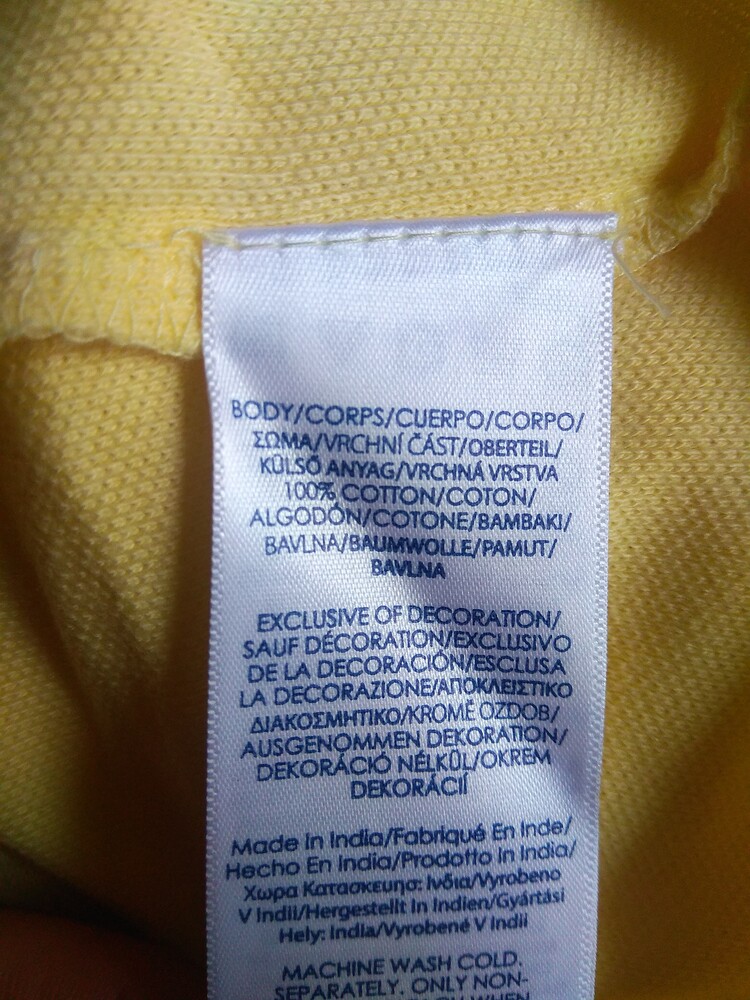 BODY/CORPS/CUERPO/CORPO/
ΣΩΜΑ/VRCHNÍ ČÁST/OBERTEIL/
KÜLSŐ ANYAG/VRCHNÁ VRSTVA
100% COTTON/COTON/
ALGODÓN/COTONE/BAMBAKI/
BAVLNA/BAUMWOLLE/PAMUT/
BAVLNA
EXCLUSIVE OF DECORATION/
SAUF DÉCORATION/EXCLUSIVO
DE LA DECORACIÓN/ESCLUSA
LA DECORAZIONE/ΑΠΟΚΛΕΙΣΤΙΚΟ
ΔΙΑΚΟΣΜΗΤΙΚΟ/KROMĚ OZDOB/
AUSGENOMMEN DEKORATION/
DEKORÁCIÓ NÉLKÜL/OKREM
DEKORÁCIÍ
Made in India/Fabriqué En Inde/
Hecho En India/Prodotto in India/
Χωρα Κατασκευησ: Ινδια/Vyrobeno
V Indii/Hergestellt In Indien/Gyártási
Hely: India/Vyrobené V Indii
MACHINE WASH COLD.
SEPARATELY. ONLY NON-
WHEN